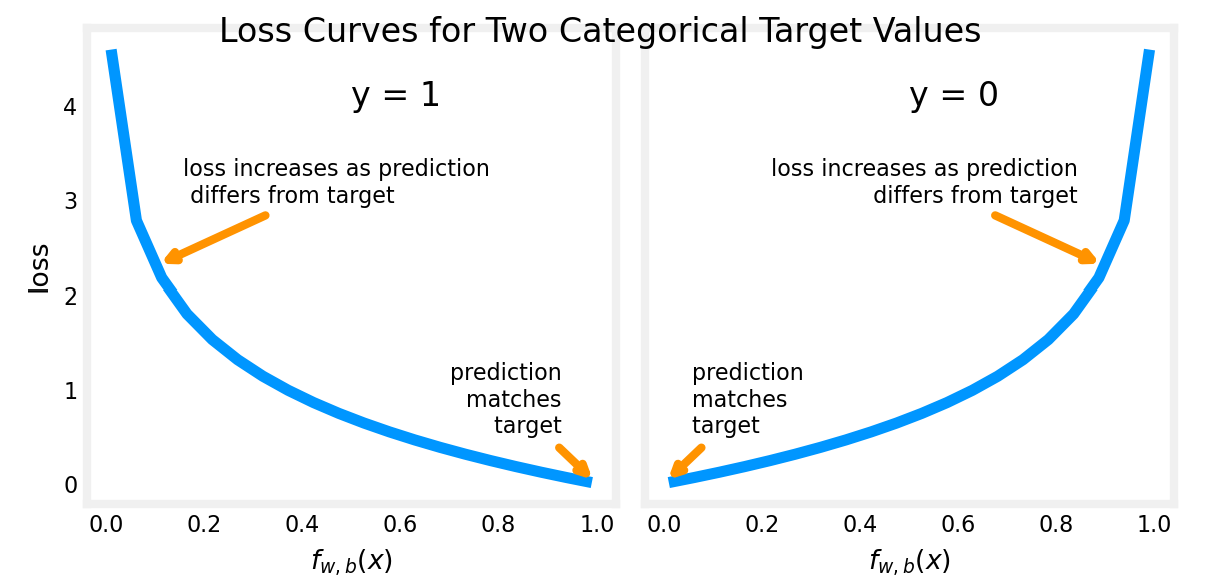 Loss Curves for Two Categorical Target Values
y = 1
loss increases as prediction
differs from target
prediction
matches
target
loss
4
3
2
1
0
0.0 0.2 0.4 0.6 0.8 1.0
f_{w, b}(x)
y = 0
loss increases as prediction
differs from target
prediction
matches
target
0.0 0.2 0.4 0.6 0.8 1.0
f_{w, b}(x)